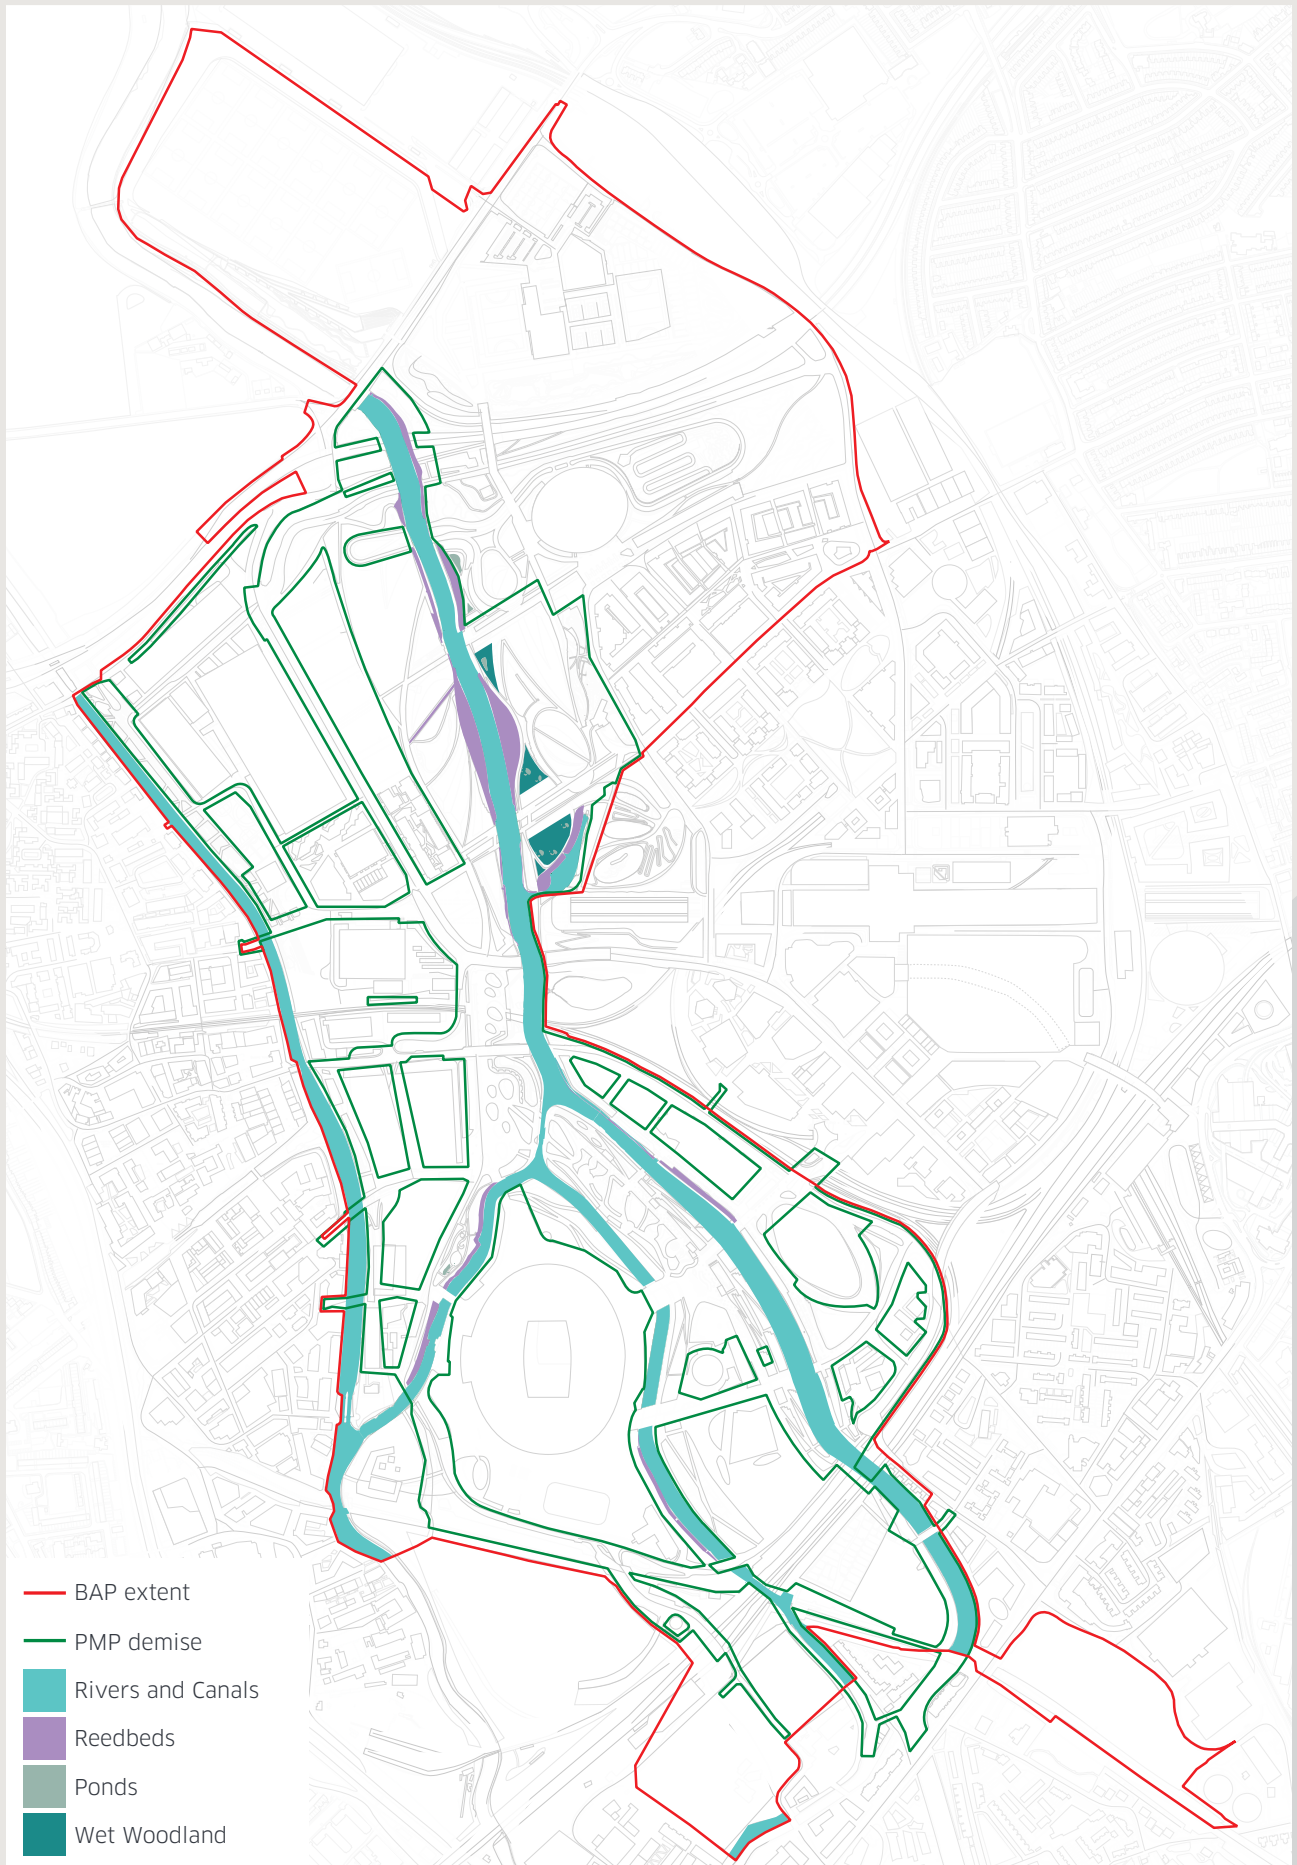 BAP extent
PMP demise
Rivers and Canals
Reedbeds
Ponds
Wet Woodland